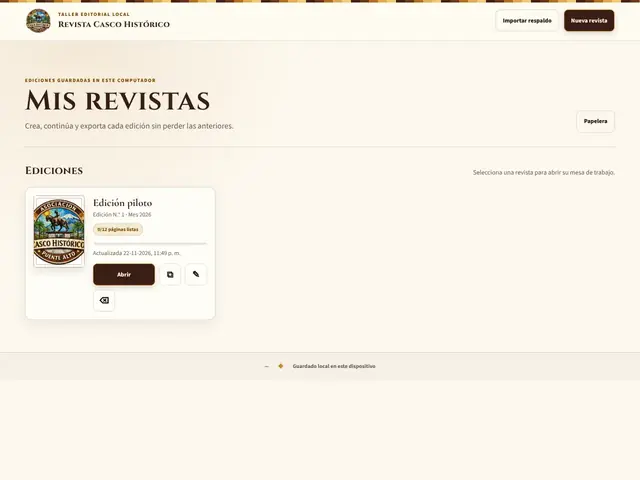 TALLER EDITORIAL LOCAL
REVISTA CASCO HISTÓRICO
Importar respaldo
Nueva revista
EDICIONES GUARDADAS EN ESTE COMPUTADOR
MIS REVISTAS
Crea, continúa y exporta cada edición sin perder las anteriores.
Papelera
EDICIONES
Selecciona una revista para abrir su mesa de trabajo.
ASOCIACIÓN
CASCO HISTÓRICO
PUENTE ALTO
Edición piloto
Edición N.° 1 · Mes 2026
0/12 páginas listas
Actualizada 22-11-2026, 11:49 p. m.
Abrir
— ◆ Guardado local en este dispositivo